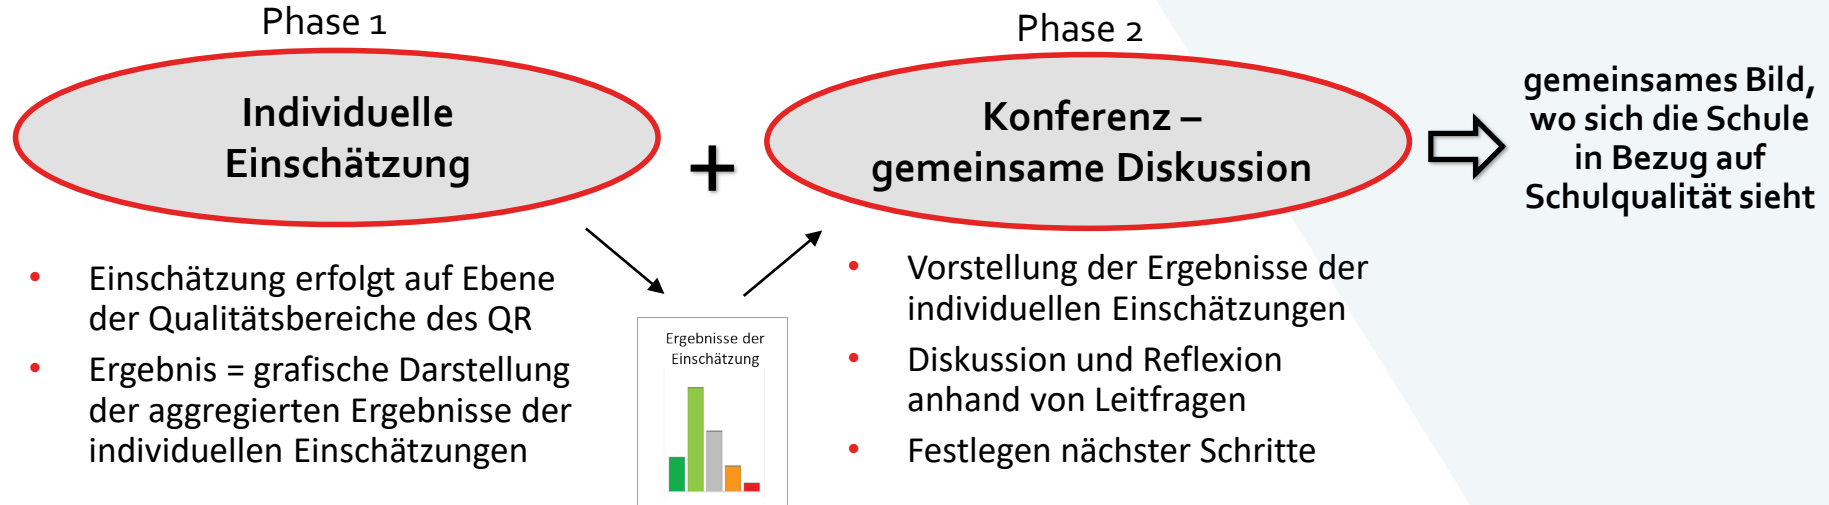 Phase 1
Individuelle
Einschätzung
• Einschätzung erfolgt auf Ebene
der Qualitätsbereiche des QR
• Ergebnis = grafische Darstellung
der aggregierten Ergebnisse der
individuellen Einschätzungen
+
Ergebnisse der
Einschätzung
Phase 2
Konferenz –
gemeinsame Diskussion
• Vorstellung der Ergebnisse der
individuellen Einschätzungen
• Diskussion und Reflexion
anhand von Leitfragen
• Festlegen nächster Schritte
gemeinsames Bild,
wo sich die Schule
in Bezug auf
Schulqualität sieht